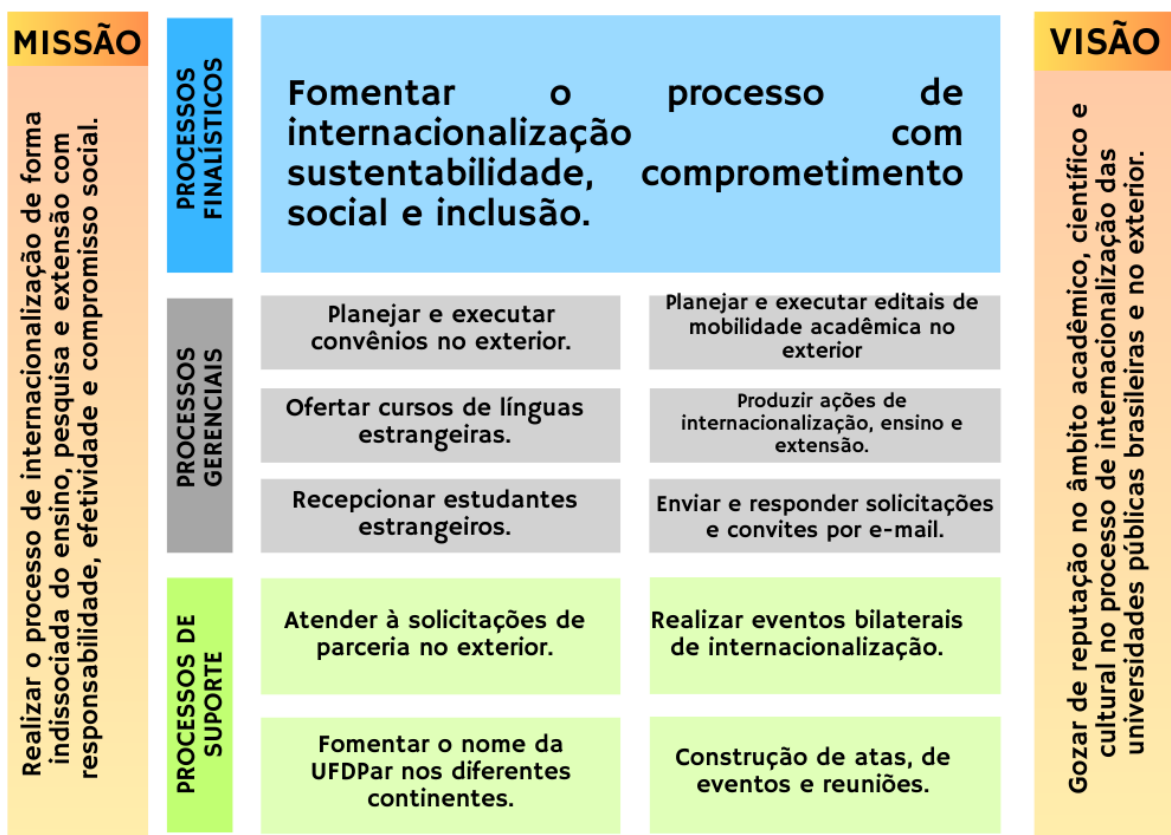 MISSÃO
Realizar o processo de internacionalização de forma
indissociada do ensino, pesquisa e extensão com
responsabilidade, efetividade e compromisso social.
PROCESSOS
FINALÍSTICOS
Fomentar o processo de
internacionalização com
sustentabilidade, comprometimento
social e inclusão.
PROCESSOS
GERENCIAIS
Planejar e executar
convênios no exterior.
Planejar e executar editais de
mobilidade acadêmica no
exterior
Ofertar cursos de línguas
estrangeiras.
Produzir ações de
internacionalização, ensino e
extensão.
Recepcionar estudantes
estrangeiros.
Enviar e responder solicitações
e convites por e-mail.
PROCESSOS DE
SUPORTE
Atender à solicitações de
parceria no exterior.
Realizar eventos bilaterais
de internacionalização.
Fomentar o nome da
UFDPar nos diferentes
continentes.
Construção de atas, de
eventos e reuniões.
VISÃO
Gozar de reputação no âmbito acadêmico, científico e
cultural no processo de internacionalização das
universidades públicas brasileiras e no exterior.